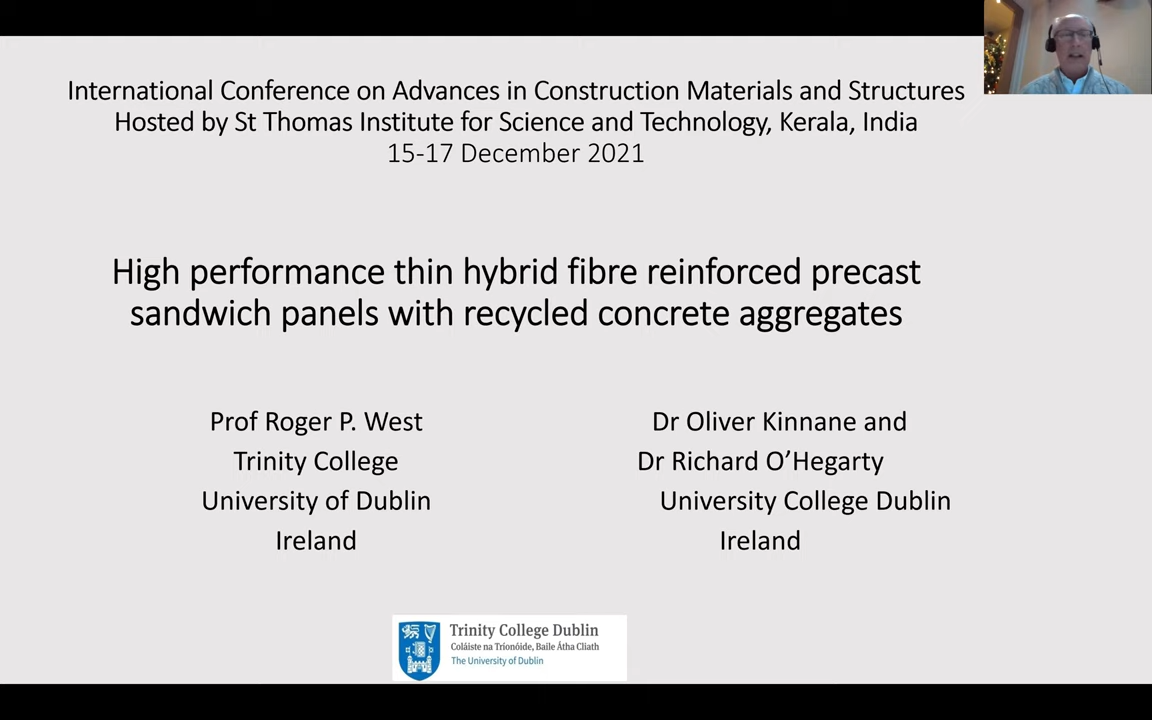 International Conference on Advances in Construction Materials and Structures
Hosted by St Thomas Institute for Science and Technology, Kerala, India
15-17 December 2021
High performance thin hybrid fibre reinforced precast
sandwich panels with recycled concrete aggregates
Prof Roger P. West
Trinity College
University of Dublin
Ireland
Dr Oliver Kinnane and
Dr Richard O’Hegarty
University College Dublin
Ireland
Trinity College Dublin
Coláiste na Tríonóide, Baile Átha Cliath
The University of Dublin